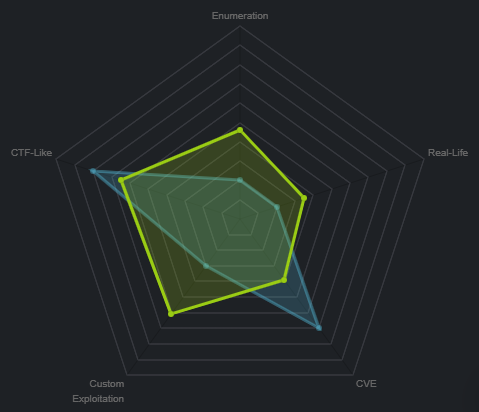 Enumeration
CTF-Like
Real-Life
Custom
Exploitation
CVE